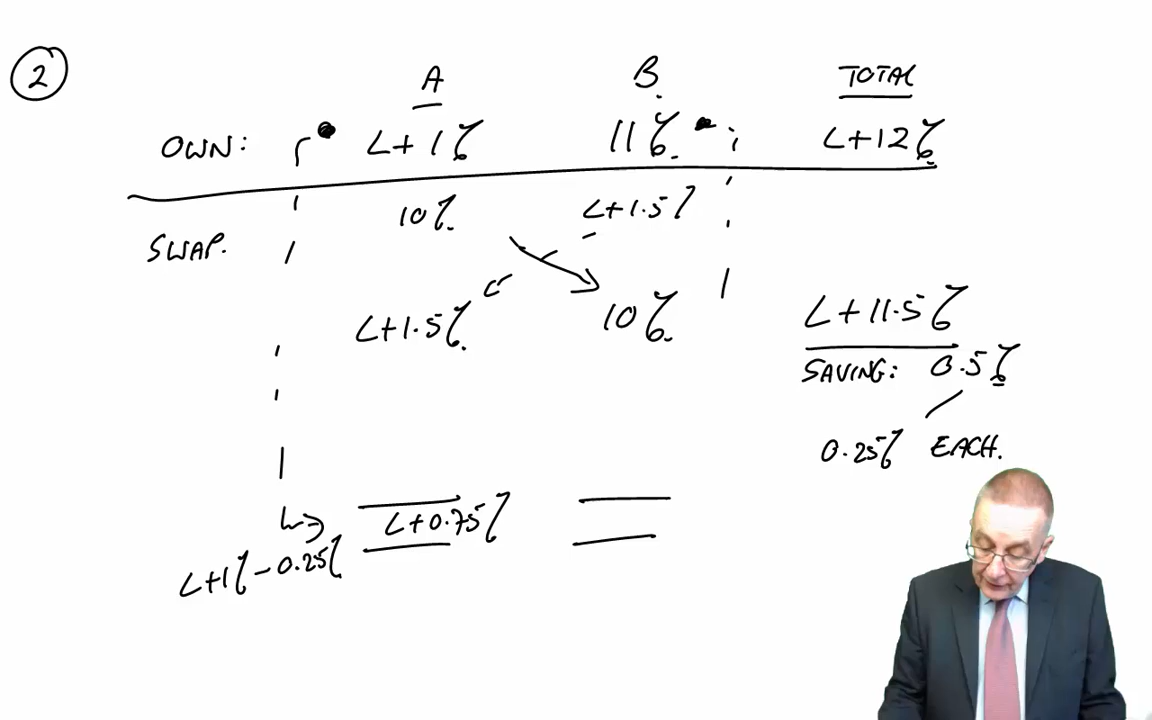 2
A B. TOTAL
OWN: L+1% 11%. L+12%
10%. L+1.5%
SWAP.
L+1.5%. 10%. L+11.5%
SAVING: 0.5%
0.25% EACH.
L+0.75%
L+1%-0.25%